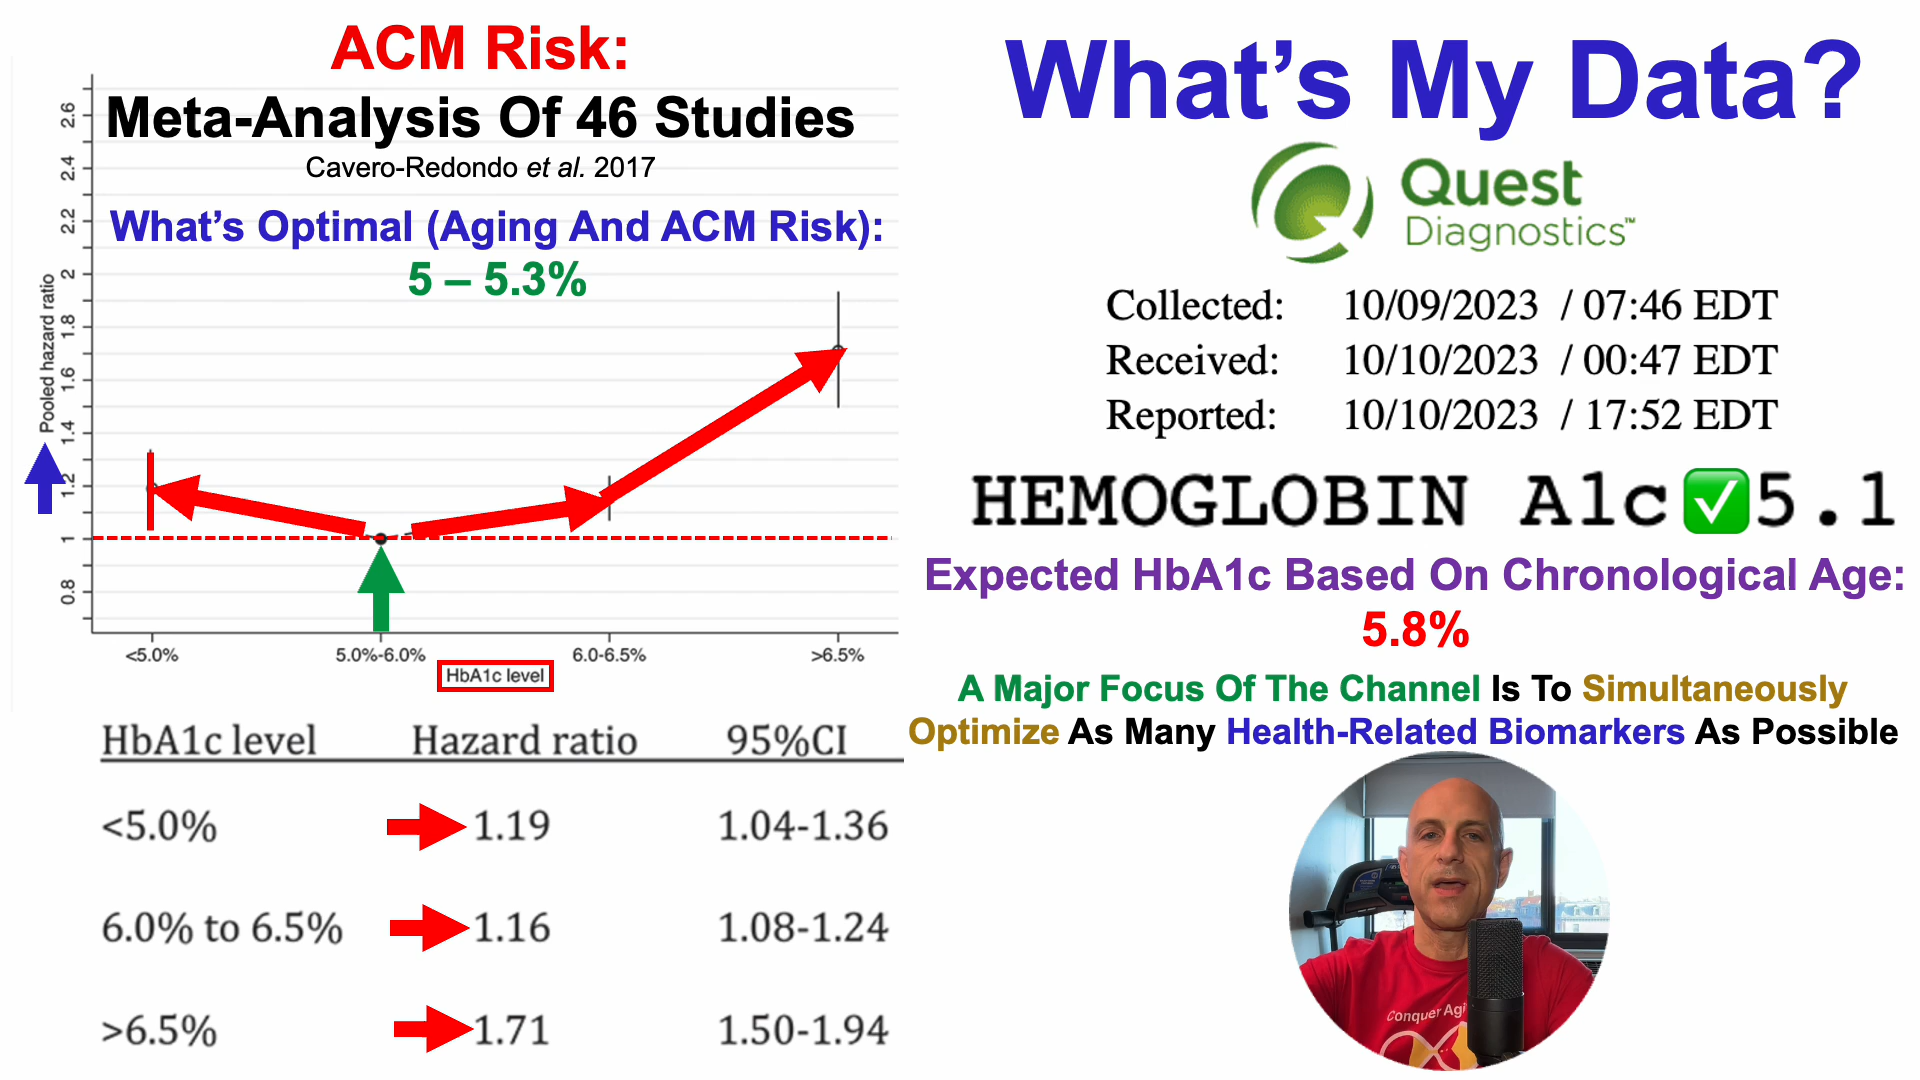 ACM Risk:
Meta-Analysis Of 46 Studies
Cavero-Redondo et al. 2017
What's Optimal (Aging And ACM Risk):
5 – 5.3%
Pooled hazard ratio
2.6
2.4
2.2
2
1.8
1.6
1.4
1.2
1
0.8
<5.0%
5.0%-6.0%
6.0-6.5%
>6.5%
HbA1c level
HbA1c level Hazard ratio 95%CI
<5.0% 1.19 1.04-1.36
6.0% to 6.5% 1.16 1.08-1.24
>6.5% 1.71 1.50-1.94
What's My Data?
Quest
Diagnostics™
Collected: 10/09/2023 / 07:46 EDT
Received: 10/10/2023 / 00:47 EDT
Reported: 10/10/2023 / 17:52 EDT
HEMOGLOBIN A1c ✅ 5.1
Expected HbA1c Based On Chronological Age:
5.8%
A Major Focus Of The Channel Is To Simultaneously
Optimize As Many Health-Related Biomarkers As Possible
Conquer Agi